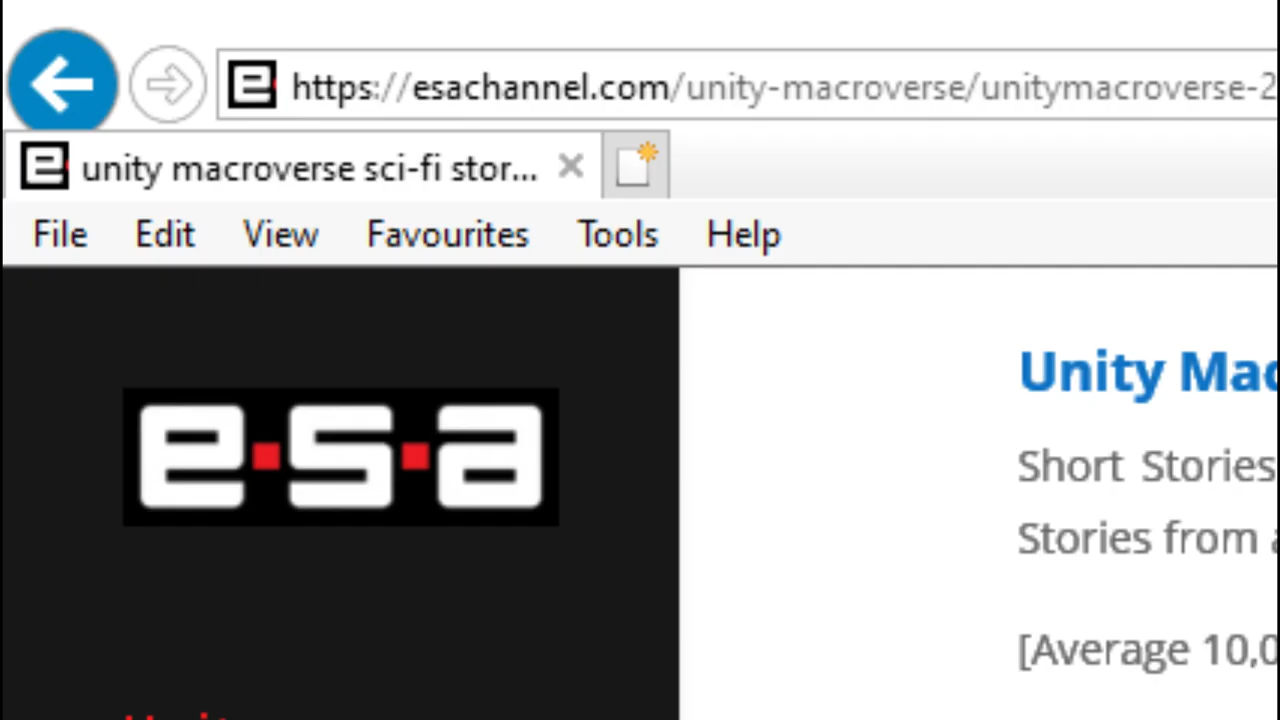 https://esachannel.com/unity-macroverse/unitymacroverse-2
unity macroverse sci-fi stor...
File Edit View Favourites Tools Help
e·s·a
Unity Mac
Short Stories
Stories from a
[Average 10,0
Unity